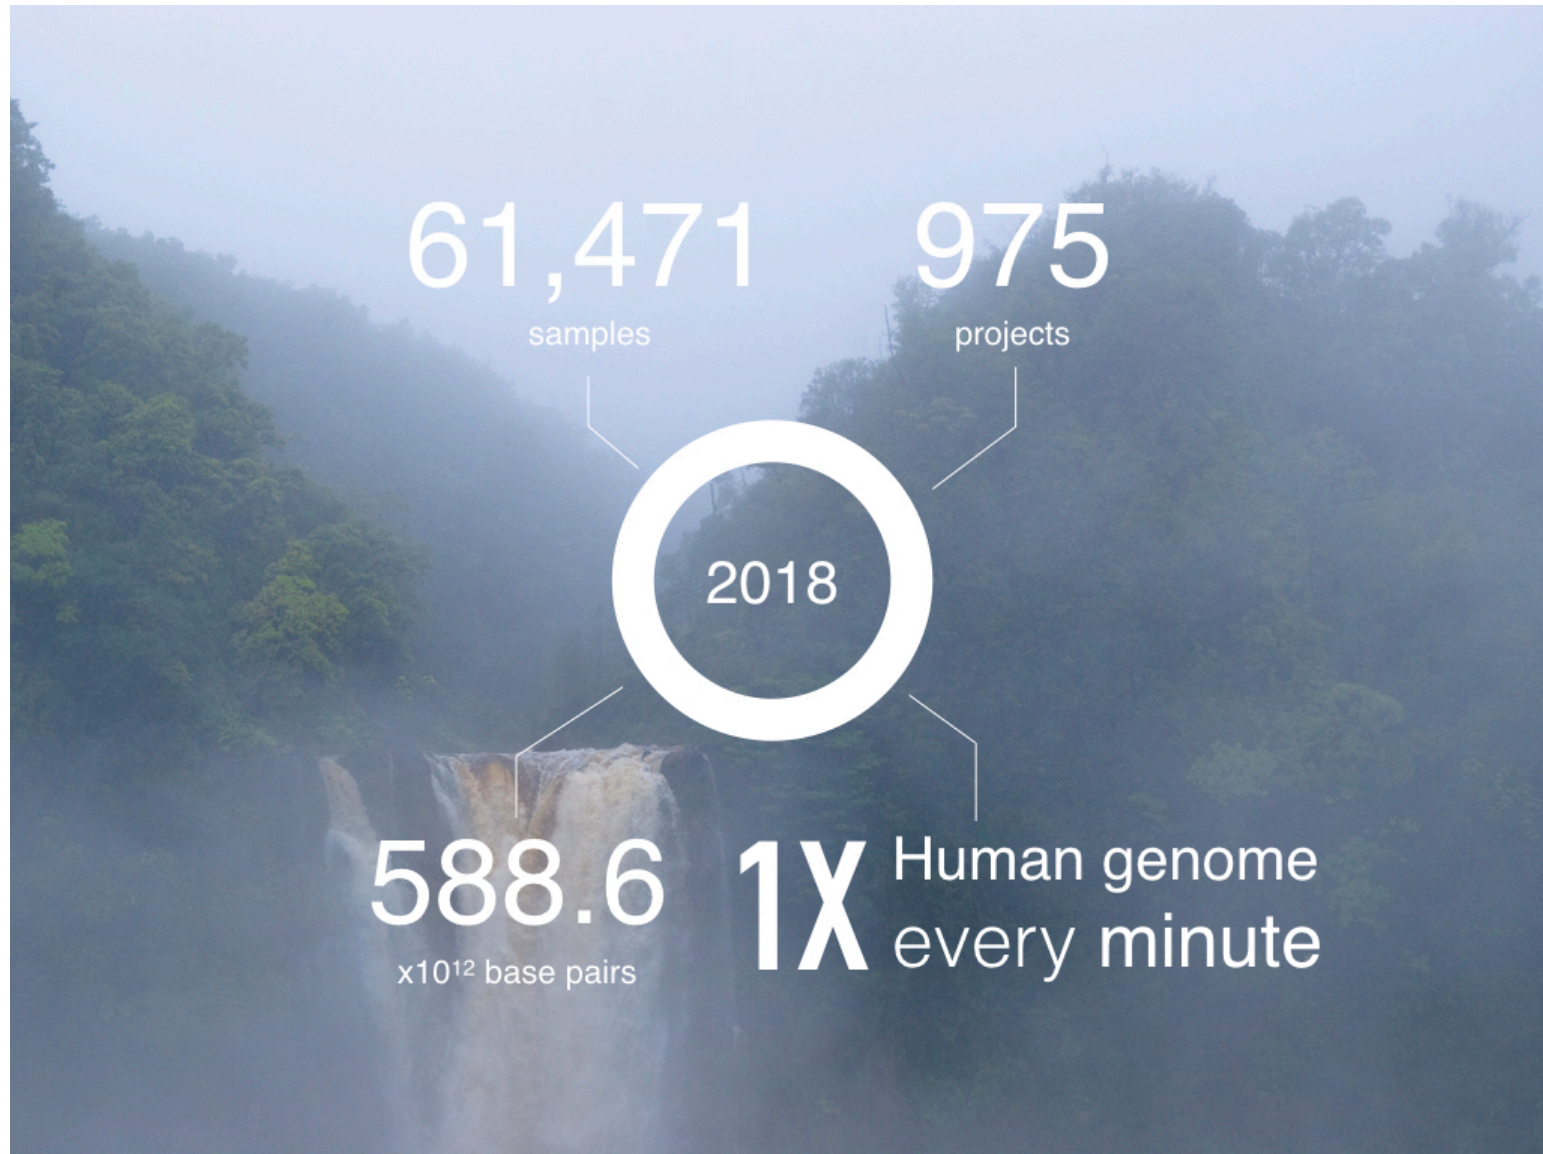 61,471
samples
975
projects
2018
588.6
x10¹² base pairs
1X Human genome
every minute